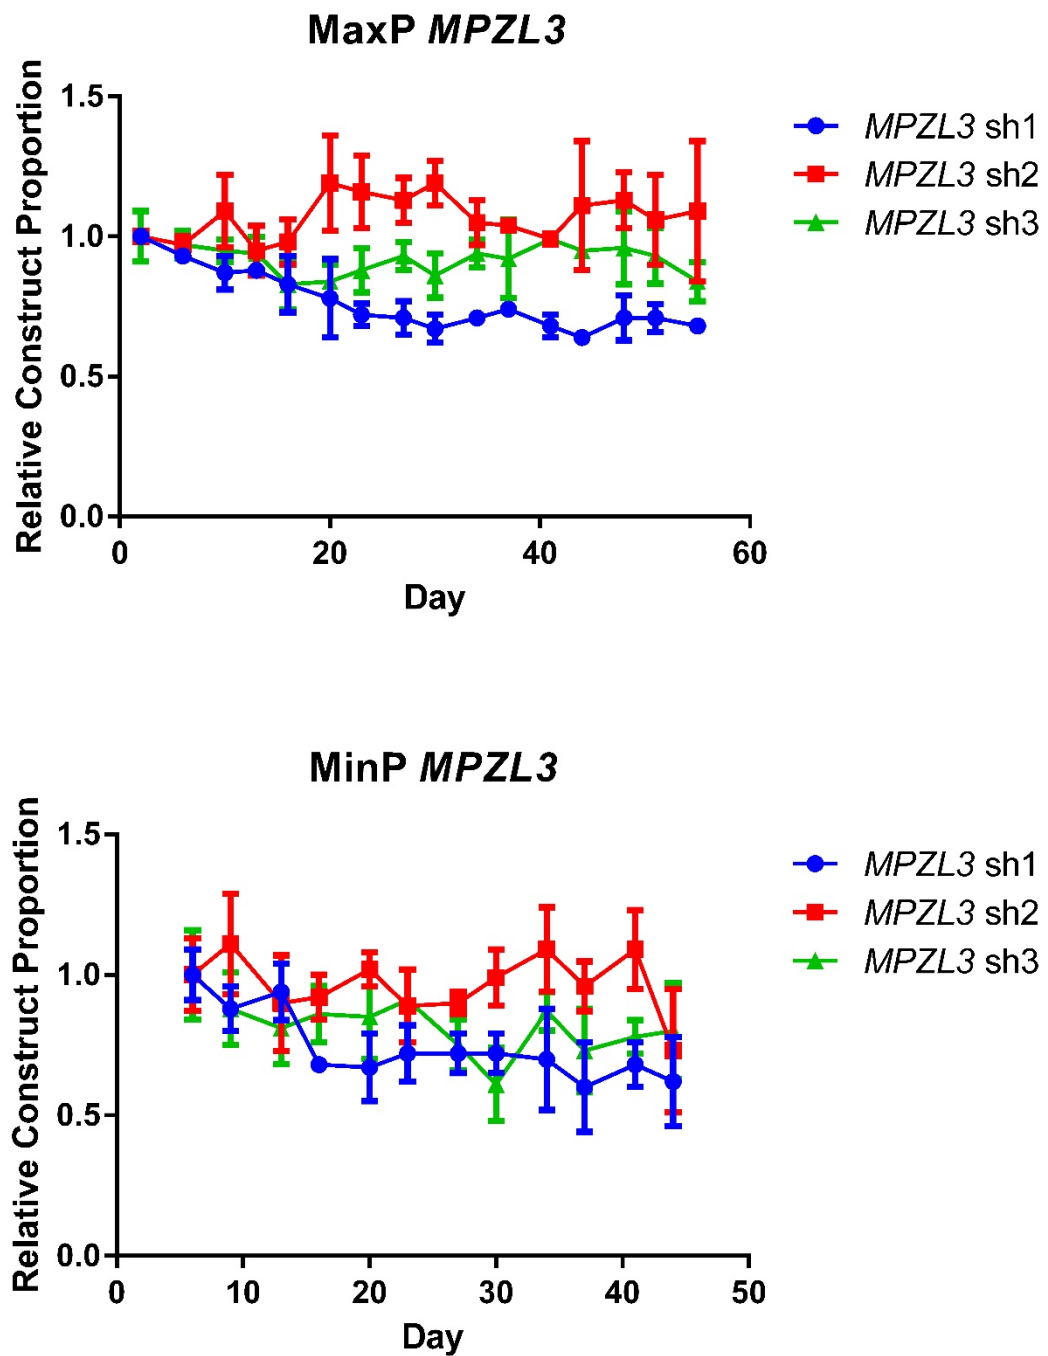 MaxP MPZL3
Relative Construct Proportion
1.5
1.0
0.5
0.0
0 20 40 60
Day
MPZL3 sh1
MPZL3 sh2
MPZL3 sh3
MinP MPZL3
Relative Construct Proportion
1.5
1.0
0.5
0.0
0 10 20 30 40 50
Day
MPZL3 sh1
MPZL3 sh2
MPZL3 sh3